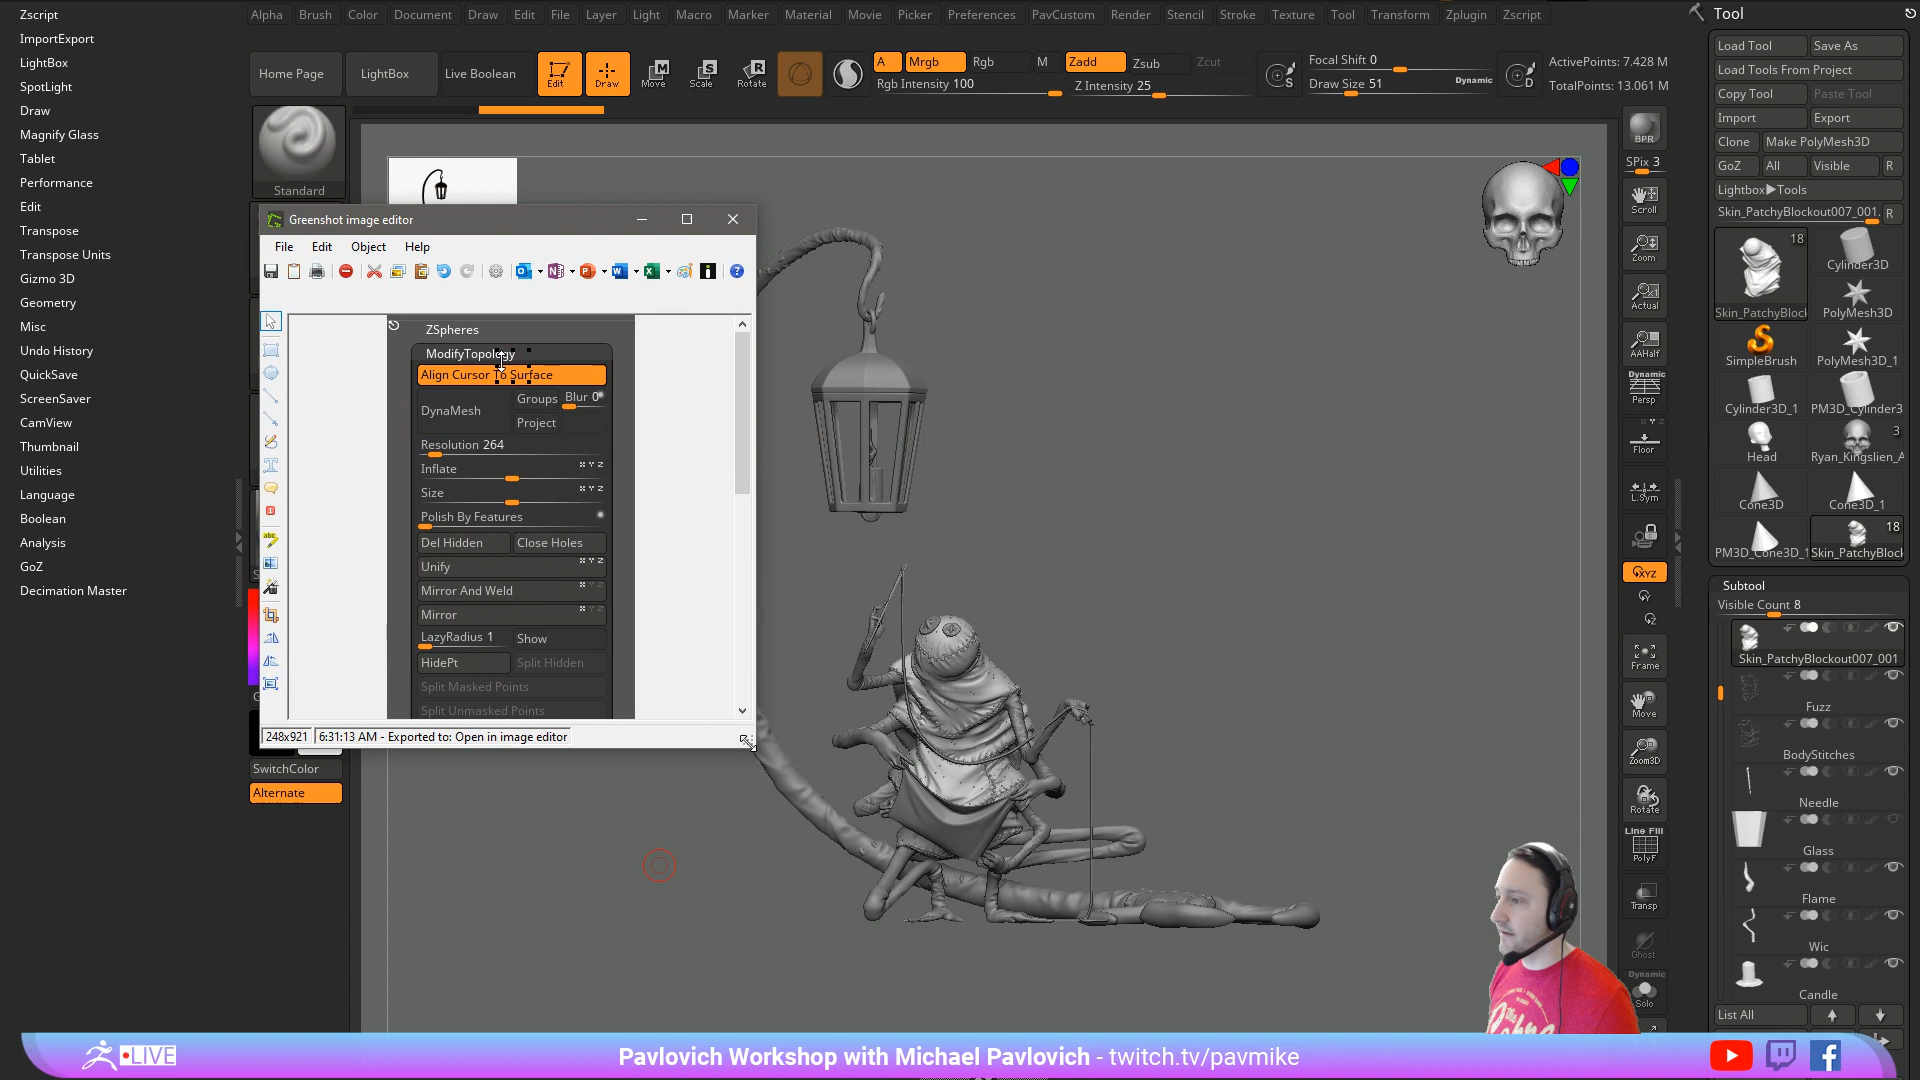 Zscript
ImportExport
LightBox
SpotLight
Draw
Magnify Glass
Tablet
Performance
Edit
Transpose
Transpose Units
Gizmo 3D
Geometry
Misc
Undo History
QuickSave
ScreenSaver
CamView
Thumbnail
Utilities
Language
Boolean
Analysis
GoZ
Decimation Master
Alpha Brush Color Document Draw Edit File Layer Light Macro Marker Material Movie Picker Preferences PavCustom Render Stencil Stroke Texture Tool Transform Zplugin Zscript
Home Page LightBox Live Boolean Edit Draw Move Scale Rotate
A Mrgb Rgb M Zadd Zsub Zcut
Rgb Intensity 100 Z Intensity 25
Focal Shift 0
Draw Size 51 Dynamic
ActivePoints: 7.428 M
TotalPoints: 13.061 M
Standard
SwitchColor
Alternate
Greenshot image editor
File Edit Object Help
ZSpheres
ModifyTopology
Align Cursor To Surface
DynaMesh
Groups Blur 0
Project
Resolution 264
Inflate
Size
Polish By Features
Del Hidden Close Holes
Unify
Mirror And Weld
Mirror
LazyRadius 1 Show
HidePt Split Hidden
Split Masked Points
Split Unmasked Points
248x921 6:31:13 AM - Exported to: Open in image editor
BPR
SPix 3
Scroll
Zoom
Actual
AAHalf
Dynamic
Persp
Floor
L.Sym
XYZ
Frame
Move
Zoom3D
Rotate
Line Fill
PolyF
Transp
Ghost
Dynamic
Solo
Tool
Load Tool Save As
Load Tools From Project
Copy Tool Paste Tool
Import Export
Clone Make PolyMesh3D
GoZ All Visible R
Lightbox▶Tools
Skin_PatchyBlockout007_001. R
18
Skin_PatchyBlock
Cylinder3D
PolyMesh3D
SimpleBrush PolyMesh3D_1
Cylinder3D_1 PM3D_Cylinder3
3
Head Ryan_Kingslien_A
Cone3D Cone3D_1
18
PM3D_Cone3D_1 Skin_PatchyBlock
Subtool
Visible Count 8
Skin_PatchyBlockout007_001
Fuzz
BodyStitches
Needle
Glass
Flame
Wic
Candle
List All
LIVE
Pavlovich Workshop with Michael Pavlovich - twitch.tv/pavmike